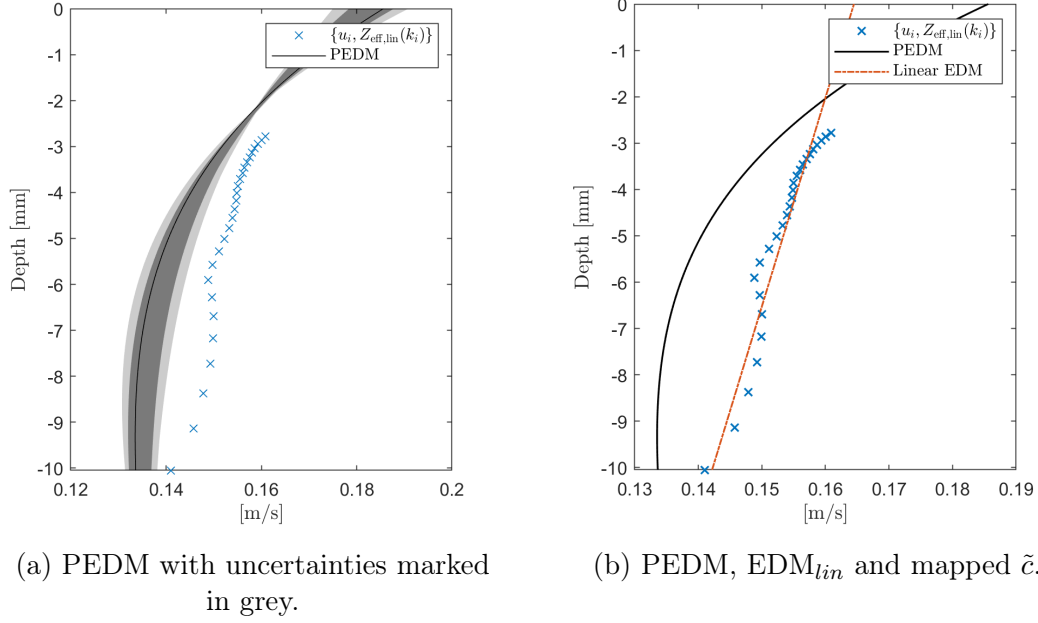 0
-1
-2
-3
-4
-5
-6
-7
-8
-9
-10
Depth [mm]
0.12 0.14 0.16 0.18 0.2
[m/s]
{u_i, Z_eff,lin(k_i)}
PEDM
(a) PEDM with uncertainties marked
in grey.
0
-1
-2
-3
-4
-5
-6
-7
-8
-9
-10
Depth [mm]
0.13 0.14 0.15 0.16 0.17 0.18 0.19
[m/s]
{u_i, Z_eff,lin(k_i)}
PEDM
Linear EDM
(b) PEDM, EDM_lin and mapped c̃.